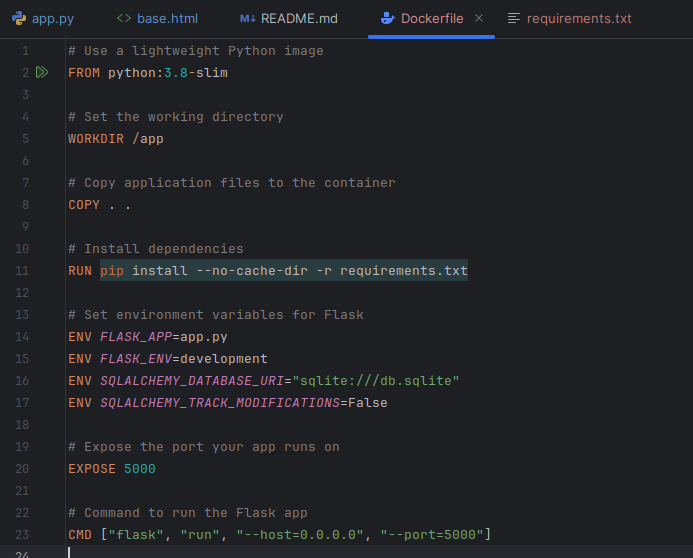 app.py <> base.html M↓ README.md Dockerfile × requirements.txt
1 # Use a lightweight Python image
2 FROM python:3.8-slim
3
4 # Set the working directory
5 WORKDIR /app
6
7 # Copy application files to the container
8 COPY . .
9
10 # Install dependencies
11 RUN pip install --no-cache-dir -r requirements.txt
12
13 # Set environment variables for Flask
14 ENV FLASK_APP=app.py
15 ENV FLASK_ENV=development
16 ENV SQLALCHEMY_DATABASE_URI="sqlite:///db.sqlite"
17 ENV SQLALCHEMY_TRACK_MODIFICATIONS=False
18
19 # Expose the port your app runs on
20 EXPOSE 5000
21
22 # Command to run the Flask app
23 CMD ["flask", "run", "--host=0.0.0.0", "--port=5000"]
24